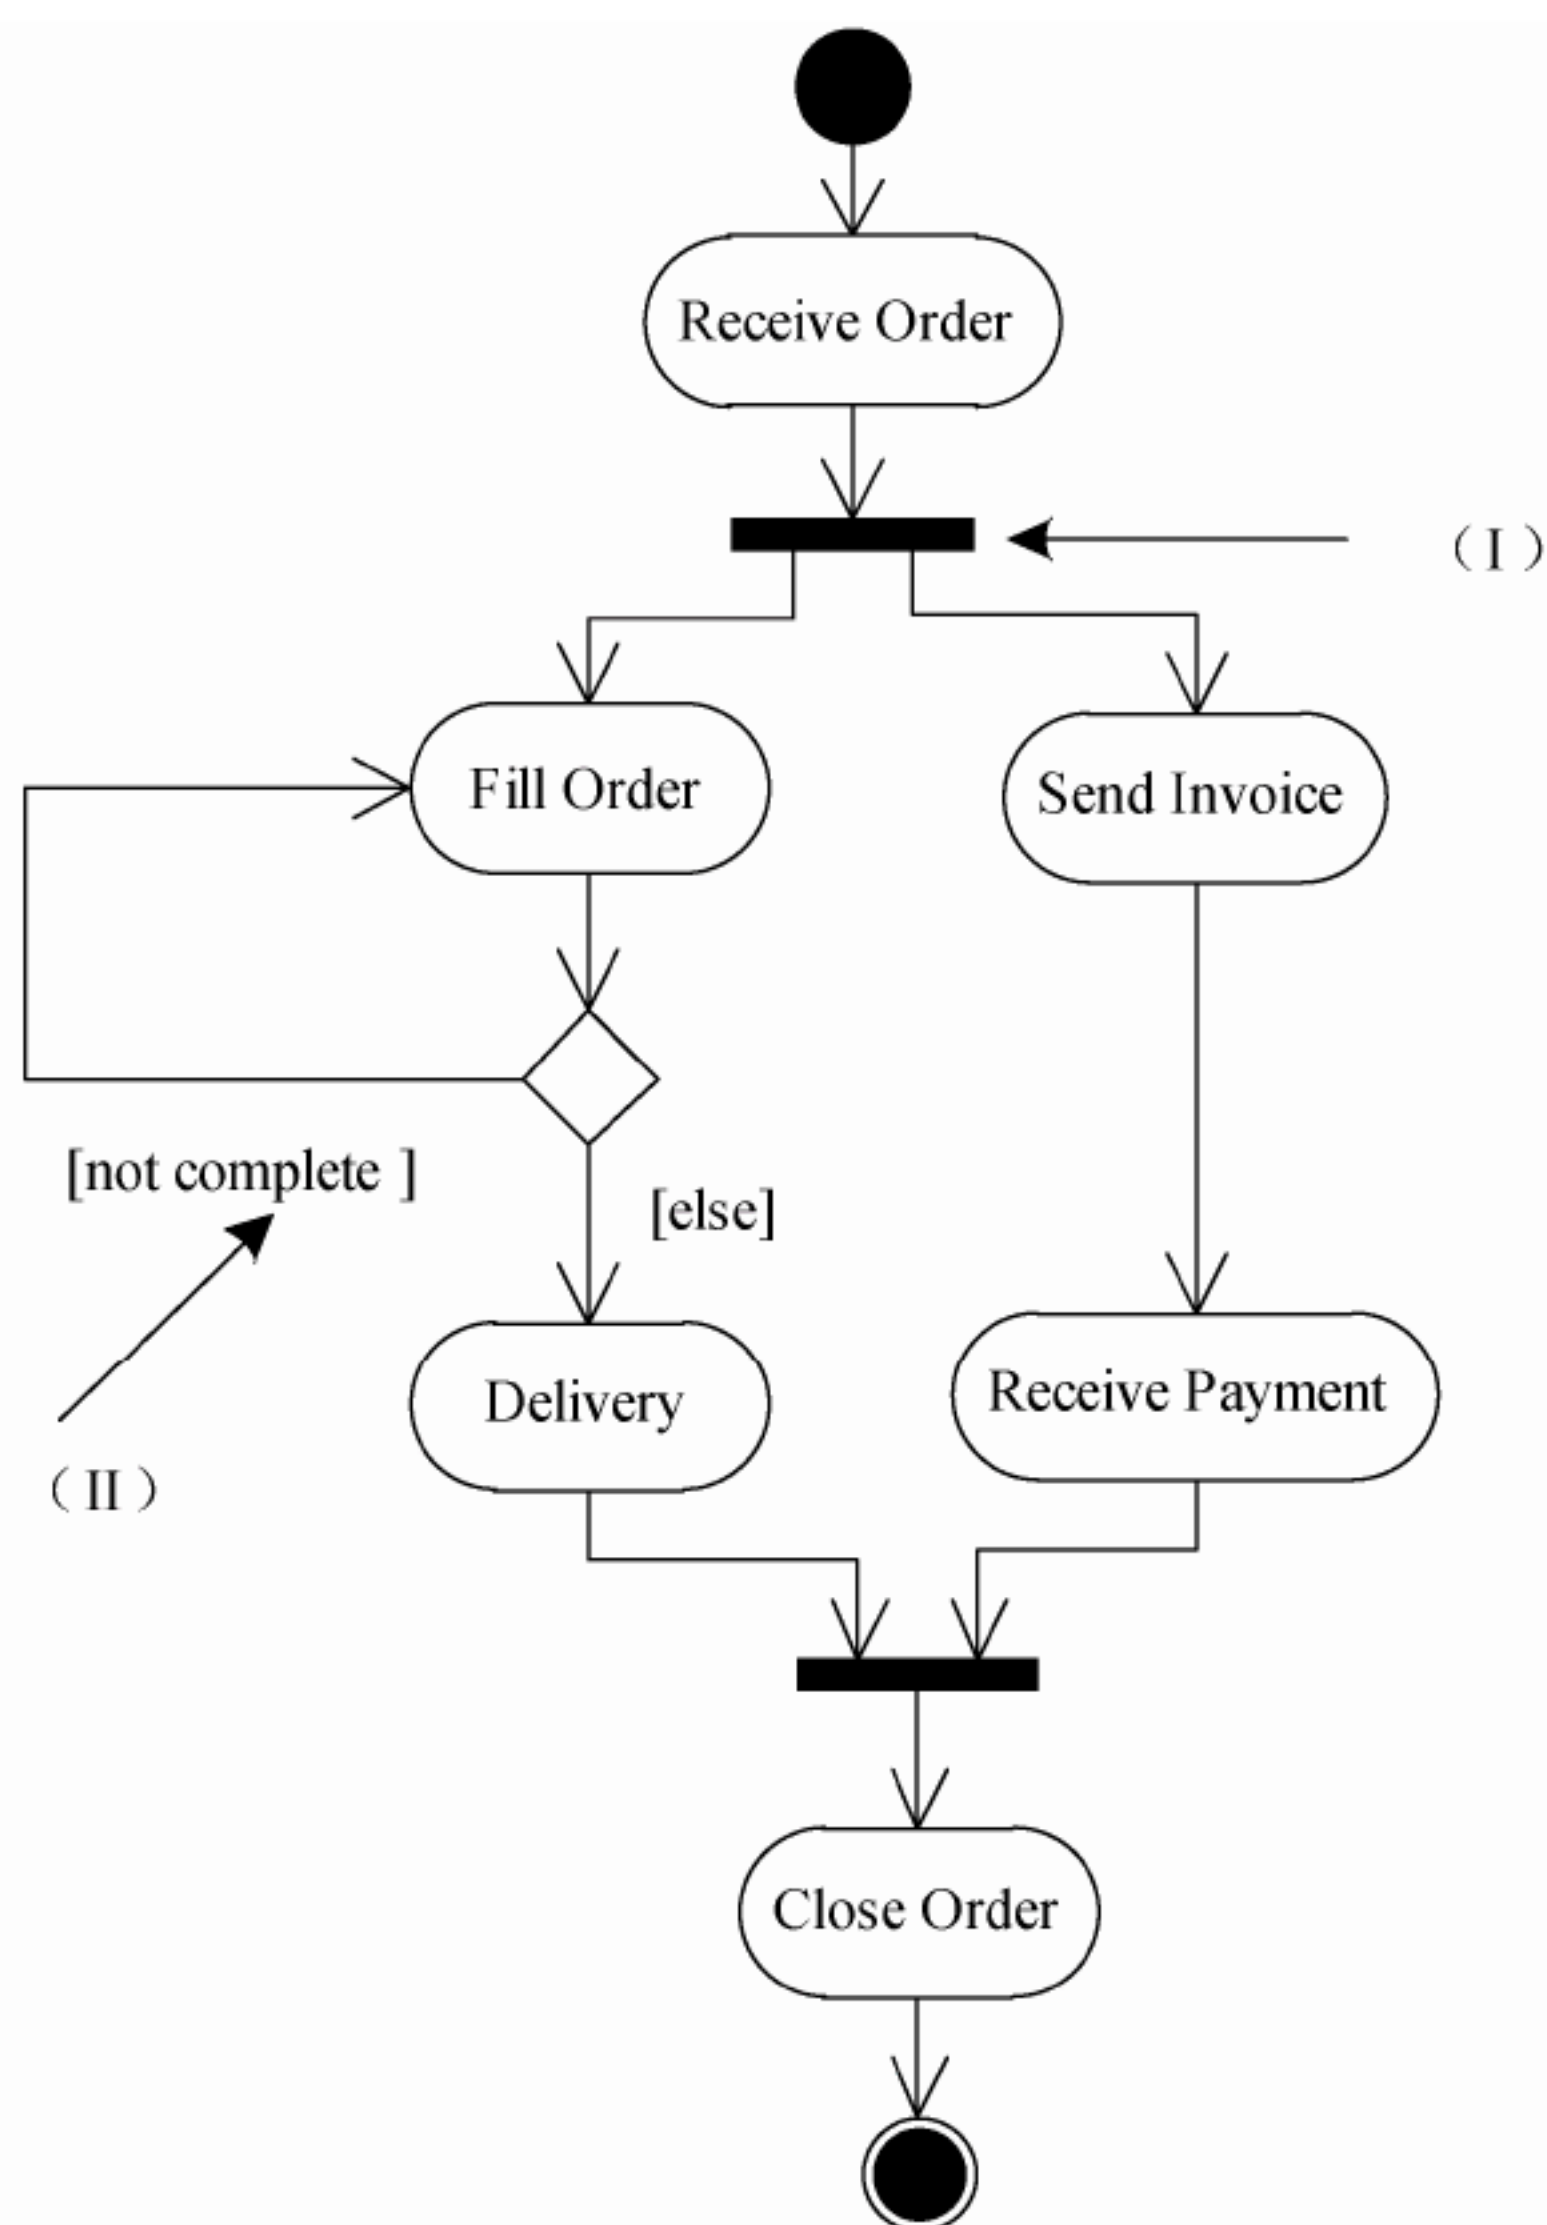 Receive Order
（I）
Fill Order
Send Invoice
[not complete ]
[else]
Delivery
Receive Payment
（II）
Close Order